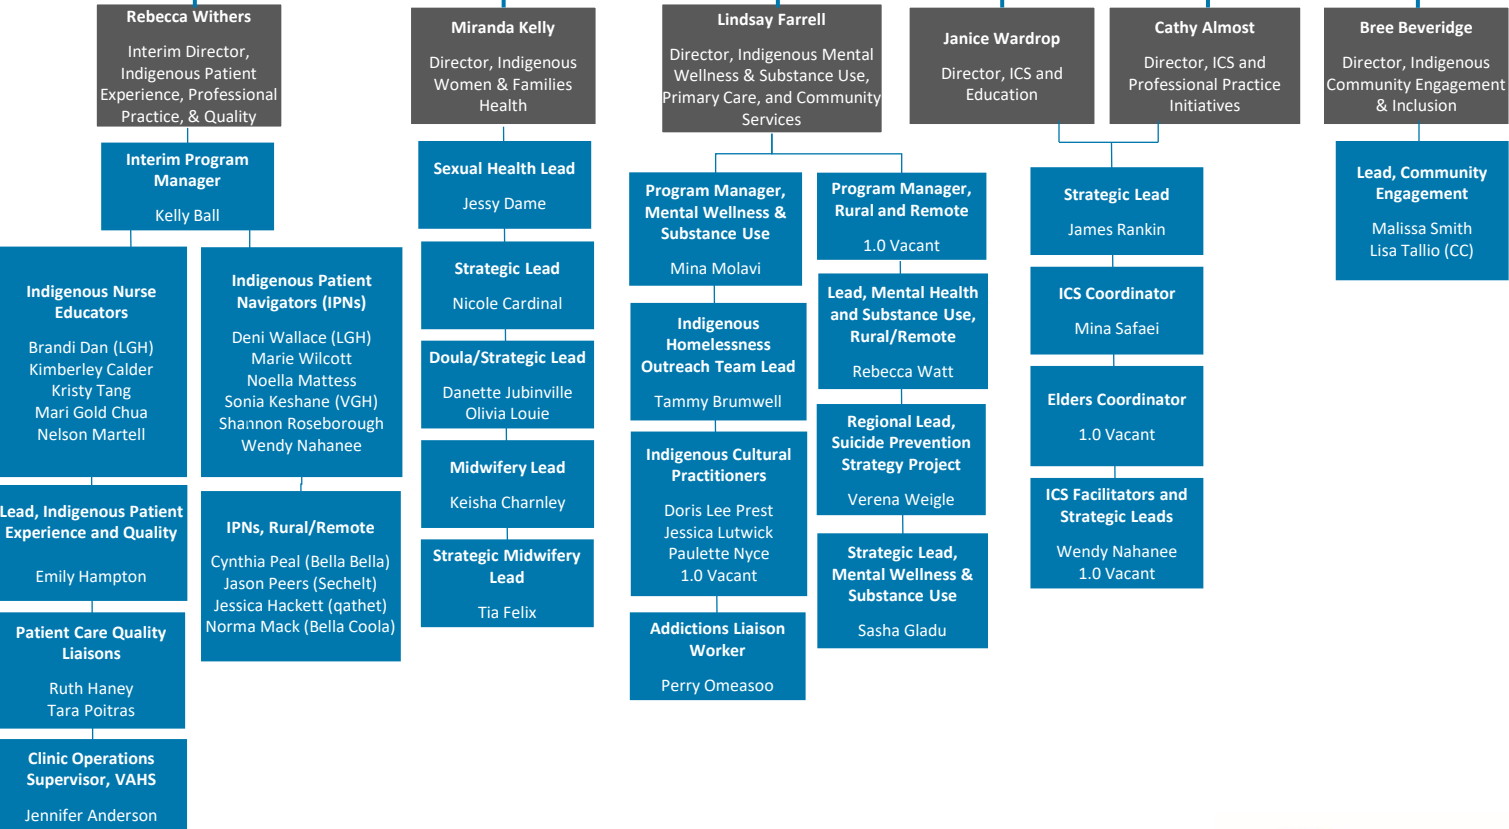 Rebecca Withers
Interim Director,
Indigenous Patient
Experience, Professional
Practice, & Quality
Interim Program
Manager
Kelly Ball
Indigenous Nurse
Educators
Brandi Dan (LGH)
Kimberley Calder
Kristy Tang
Mari Gold Chua
Nelson Martell
Lead, Indigenous Patient
Experience and Quality
Emily Hampton
Patient Care Quality
Liaisons
Ruth Haney
Tara Poitras
Clinic Operations
Supervisor, VAHS
Jennifer Anderson
Indigenous Patient
Navigators (IPNs)
Deni Wallace (LGH)
Marie Wilcott
Noella Mattess
Sonia Keshane (VGH)
Shannon Roseborough
Wendy Nahanee
IPNs, Rural/Remote
Cynthia Peal (Bella Bella)
Jason Peers (Sechelt)
Jessica Hackett (qathet)
Norma Mack (Bella Coola)
Miranda Kelly
Director, Indigenous
Women & Families
Health
Sexual Health Lead
Jessy Dame
Strategic Lead
Nicole Cardinal
Doula/Strategic Lead
Danette Jubinville
Olivia Louie
Midwifery Lead
Keisha Charnley
Strategic Midwifery
Lead
Tia Felix
Lindsay Farrell
Director, Indigenous Mental
Wellness & Substance Use,
Primary Care, and Community
Services
Program Manager,
Mental Wellness &
Substance Use
Mina Molavi
Indigenous
Homelessness
Outreach Team Lead
Tammy Brumwell
Indigenous Cultural
Practitioners
Doris Lee Prest
Jessica Lutwick
Paulette Nyce
1.0 Vacant
Addictions Liaison
Worker
Perry Omeasoo
Program Manager,
Rural and Remote
1.0 Vacant
Lead, Mental Health
and Substance Use,
Rural/Remote
Rebecca Watt
Regional Lead,
Suicide Prevention
Strategy Project
Verena Weigle
Strategic Lead,
Mental Wellness &
Substance Use
Sasha Gladu
Janice Wardrop
Director, ICS and
Education
Cathy Almost
Director, ICS and
Professional Practice
Initiatives
Strategic Lead
James Rankin
ICS Coordinator
Mina Safaei
Elders Coordinator
1.0 Vacant
ICS Facilitators and
Strategic Leads
Wendy Nahanee
1.0 Vacant
Bree Beveridge
Director, Indigenous
Community Engagement
& Inclusion
Lead, Community
Engagement
Malissa Smith
Lisa Tallio (CC)